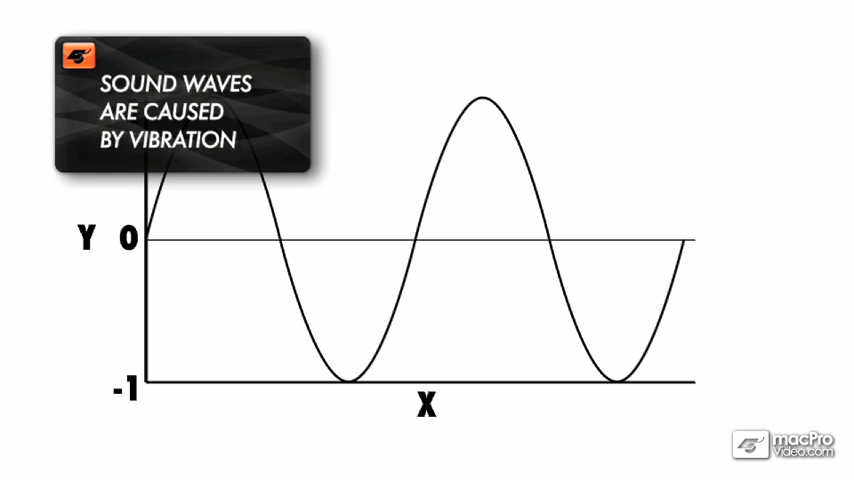 SOUND WAVES
ARE CAUSED
BY VIBRATION
Y 0
-1
X
macPro
Video.com